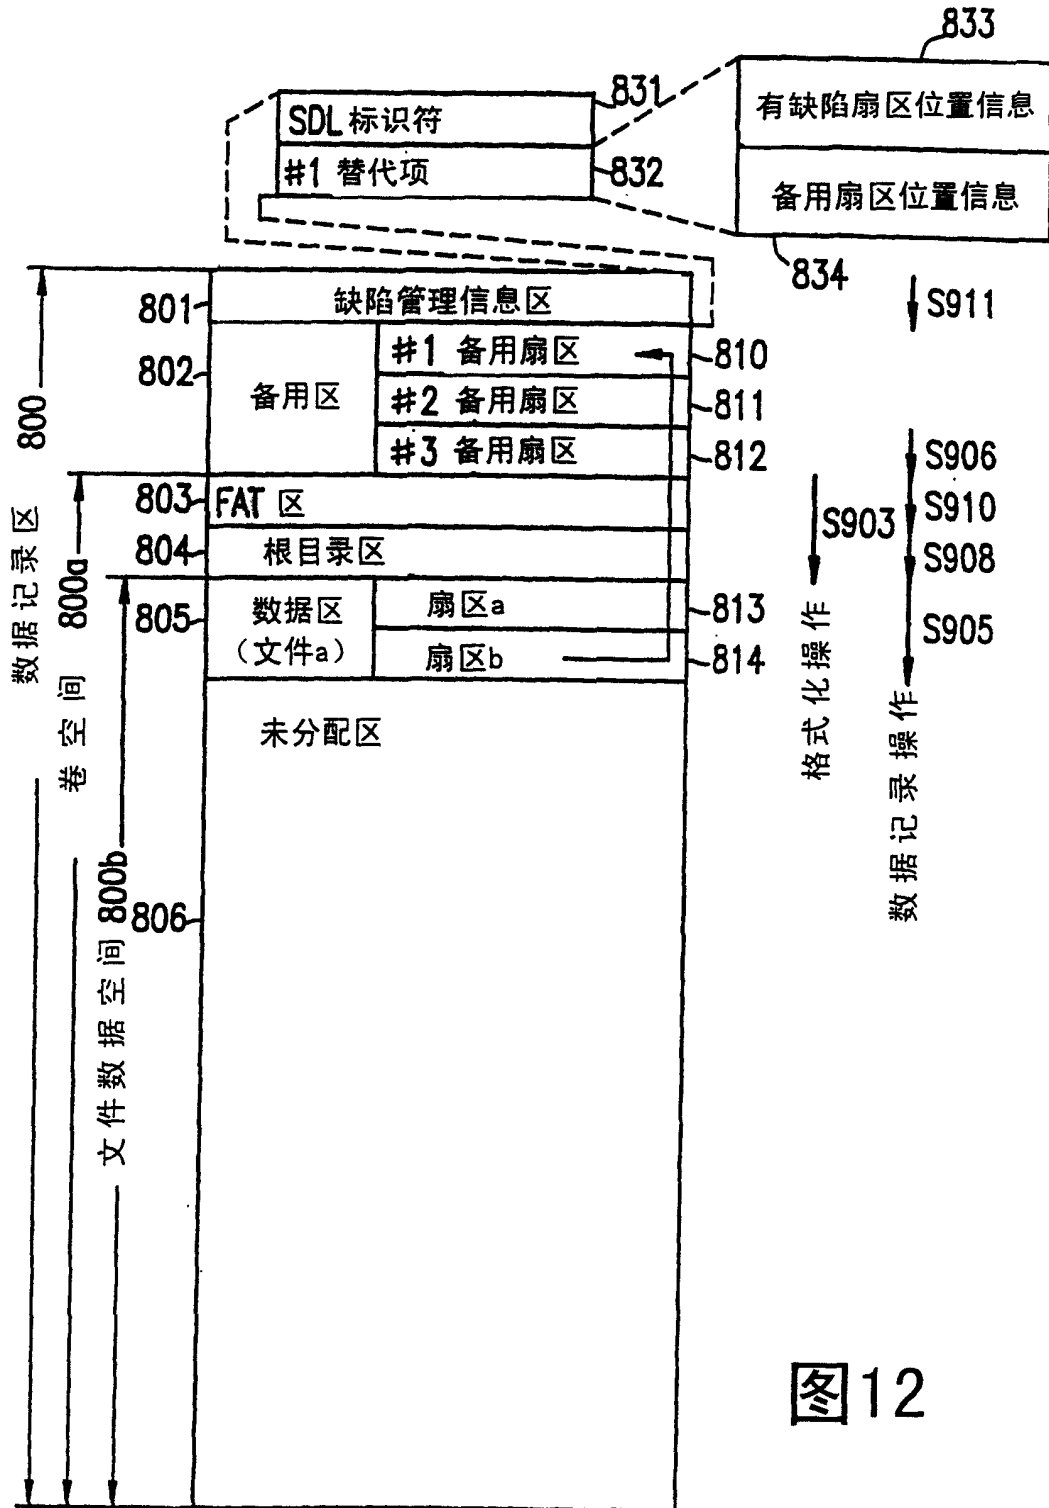 833
831
SDL 标识符
有缺陷扇区位置信息
#1 替代项
832
备用扇区位置信息
834
801
缺陷管理信息区
S911
802
备用区
#1 备用扇区
810
#2 备用扇区
811
#3 备用扇区
812
S906
800
数据记录区
803
FAT 区
S903
S910
804
根目录区
S908
800a
卷空间
805
数据区
(文件a)
扇区a
813
扇区b
814
S905
格式化操作
数据记录操作
未分配区
800b
文件数据空间
806
图12